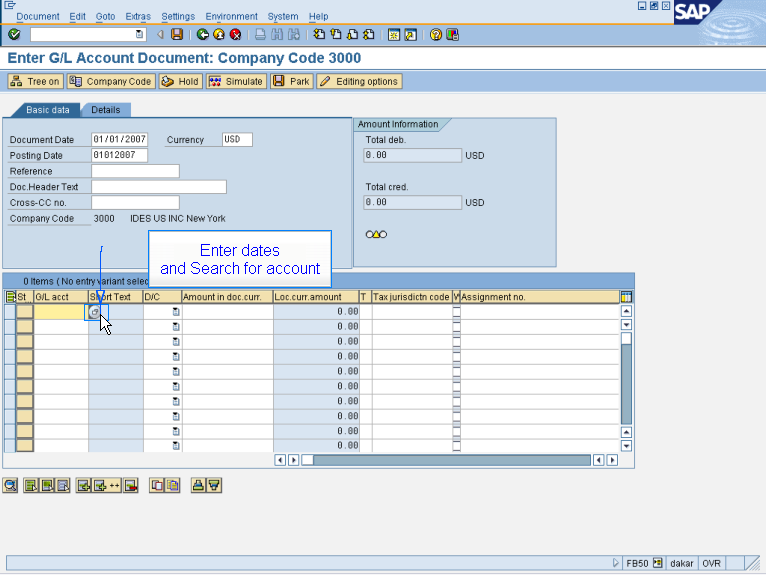 Document Edit Goto Extras Settings Environment System Help
SAP
Enter G/L Account Document: Company Code 3000
Tree on Company Code Hold Simulate Park Editing options
Basic data Details
Amount Information
Document Date 01/01/2007 Currency USD
Total deb.
Posting Date 01012007
0.00 USD
Reference
Doc.Header Text
Total cred.
Cross-CC no.
0.00 USD
Company Code 3000 IDES US INC New York
Enter dates
and Search for account
0 Items ( No entry variant selec
St.. G/L acct Short Text D/C Amount in doc.curr. Loc.curr.amount T Tax jurisdictn code V Assignment no.
0.00
0.00
0.00
0.00
0.00
0.00
0.00
0.00
0.00
0.00
FB50 dakar OVR